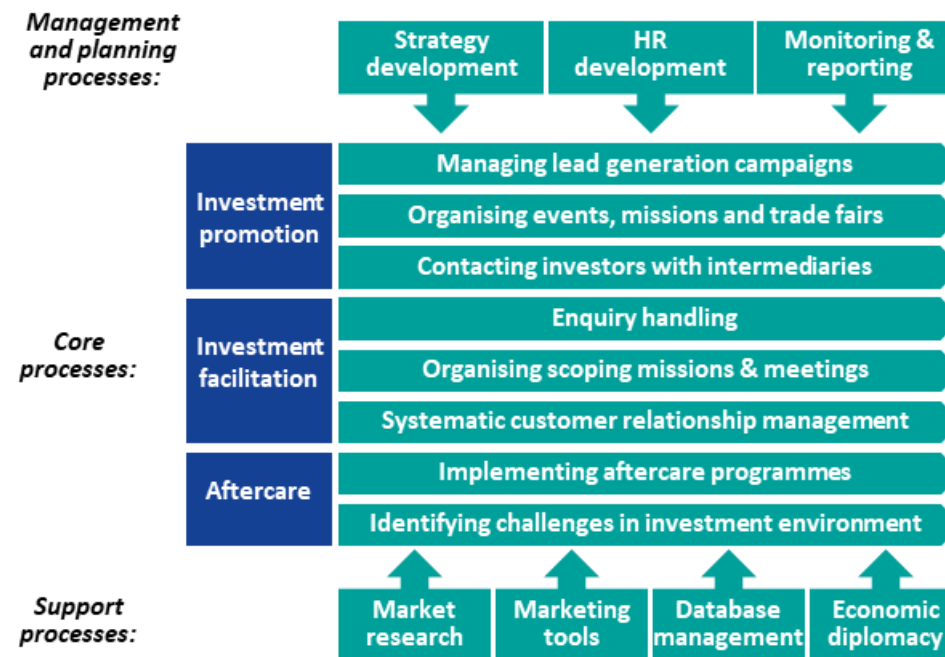 Management
and planning
processes:
Strategy
development
HR
development
Monitoring &
reporting
Core
processes:
Investment
promotion
Managing lead generation campaigns
Organising events, missions and trade fairs
Contacting investors with intermediaries
Investment
facilitation
Enquiry handling
Organising scoping missions & meetings
Systematic customer relationship management
Aftercare
Implementing aftercare programmes
Identifying challenges in investment environment
Support
processes:
Market
research
Marketing
tools
Database
management
Economic
diplomacy